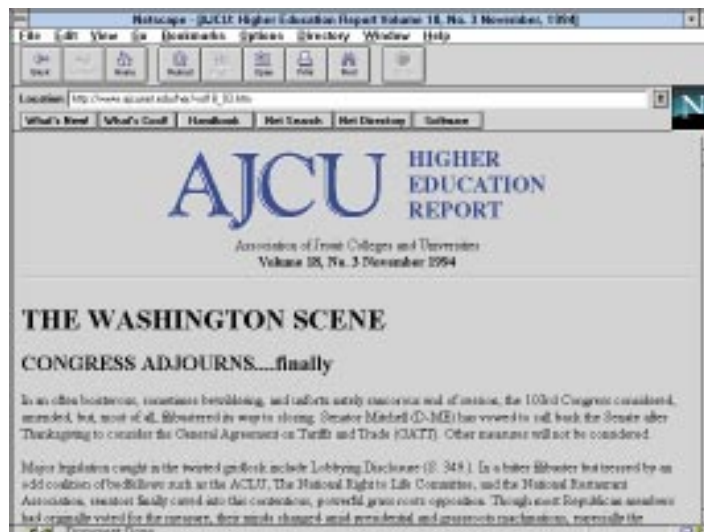 Netscape - [AJCU: Higher Education Report Volume 18, No. 3 November, 1994]
File Edit View Go Bookmarks Options Directory Window Help
Back Home Reload Open Print Find
Location:
What's New! What's Cool! Handbook Net Search Net Directory Software
N
AJCU HIGHER
EDUCATION
REPORT
Association of Jesuit Colleges and Universities
Volume 18, No. 3 November 1994
THE WASHINGTON SCENE
CONGRESS ADJOURNS....finally
In an often boisterous, sometimes bewildering, and unfortunately rancorous end of session, the 103rd Congress considered,
amended, but, most of all, filibustered its way to closing. Senator Mitchell (D-ME) has vowed to call back the Senate after
Thanksgiving to consider the General Agreement on Tariffs and Trade (GATT). Other measures will not be considered.
Major legislation caught in the twisted gridlock include Lobbying Disclosure (S. 349.). In a bitter filibuster buttressed by an
odd coalition of bedfellows such as the ACLU, The National Right to Life Committee, and the National Restaurant
Association, senators finally caved into this contentious, powerful grass roots opposition. Though most Republican members
had originally voted for the measure, their minds changed amid presidential and grassroots machinations, especially the
Document Done